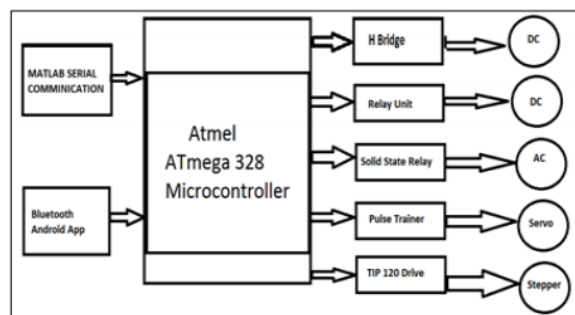 MATLAB SERIAL
COMMINICATION
Bluetooth
Android App
Atmel
ATmega 328
Microcontroller
H Bridge
DC
Relay Unit
DC
Solid State Relay
AC
Pulse Trainer
Servo
TIP 120 Drive
Stepper